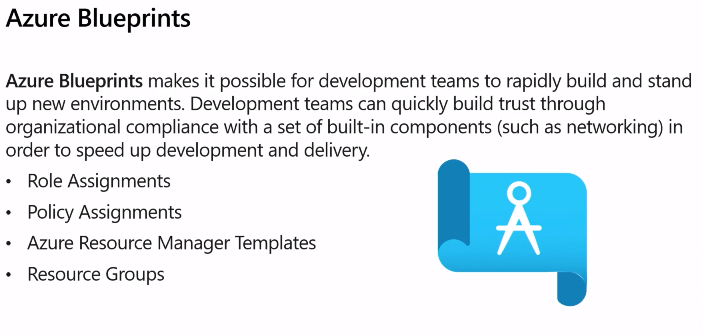 Azure Blueprints
Azure Blueprints makes it possible for development teams to rapidly build and stand
up new environments. Development teams can quickly build trust through
organizational compliance with a set of built-in components (such as networking) in
order to speed up development and delivery.
• Role Assignments
• Policy Assignments
• Azure Resource Manager Templates
• Resource Groups